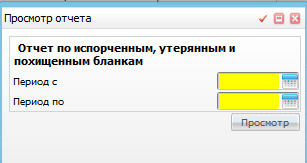 Просмотр отчета
Отчет по испорченным, утерянным и
похищенным бланкам
Период с
Период по
Просмотр